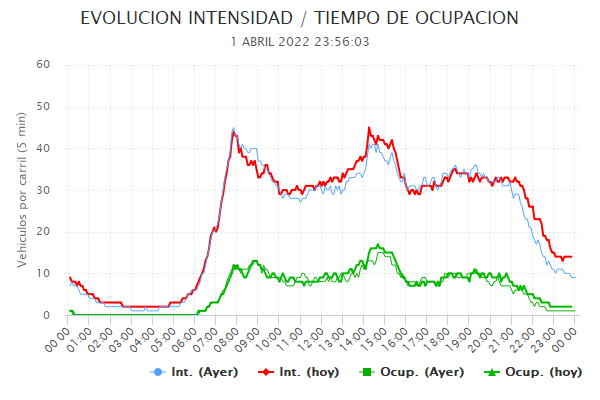 EVOLUCION INTENSIDAD / TIEMPO DE OCUPACION
1 ABRIL 2022 23:56:03
Vehiculos por carril (5 min)
60
50
40
30
20
10
0
00:00 01:00 02:00 03:00 04:00 05:00 06:00 07:00 08:00 09:00 10:00 11:00 12:00 13:00 14:00 15:00 16:00 17:00 18:00 19:00 20:00 21:00 22:00 23:00 00:00
Int. (Ayer) Int. (hoy) Ocup. (Ayer) Ocup. (hoy)